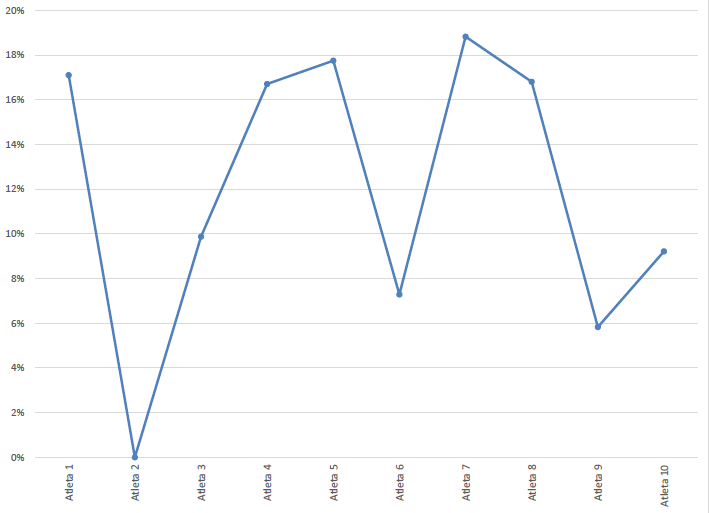 20%
18%
16%
14%
12%
10%
8%
6%
4%
2%
0%
Atleta 1
Atleta 2
Atleta 3
Atleta 4
Atleta 5
Atleta 6
Atleta 7
Atleta 8
Atleta 9
Atleta 10